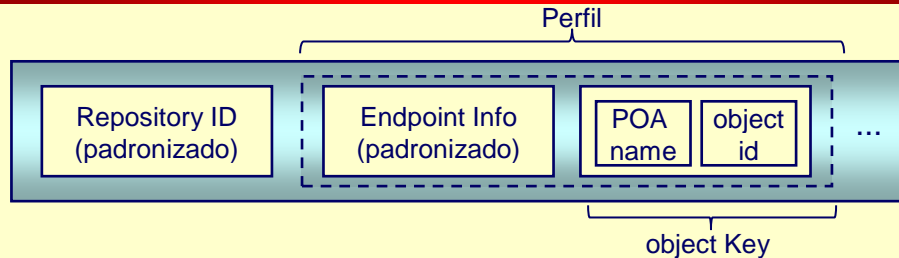 Perfil
Repository ID
(padronizado)
Endpoint Info
(padronizado)
POA
name
object
id
...
object Key